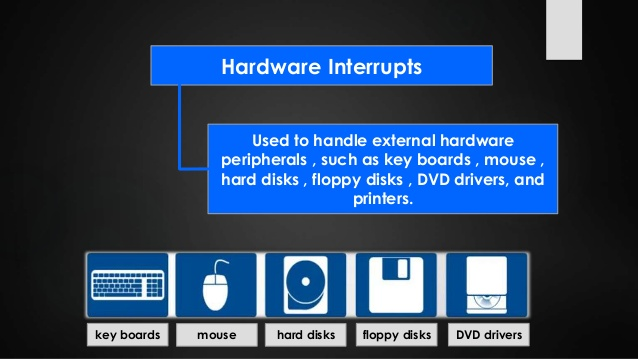 Hardware Interrupts
Used to handle external hardware
peripherals , such as key boards , mouse ,
hard disks , floppy disks , DVD drivers, and
printers.
key boards
mouse
hard disks
floppy disks
DVD drivers